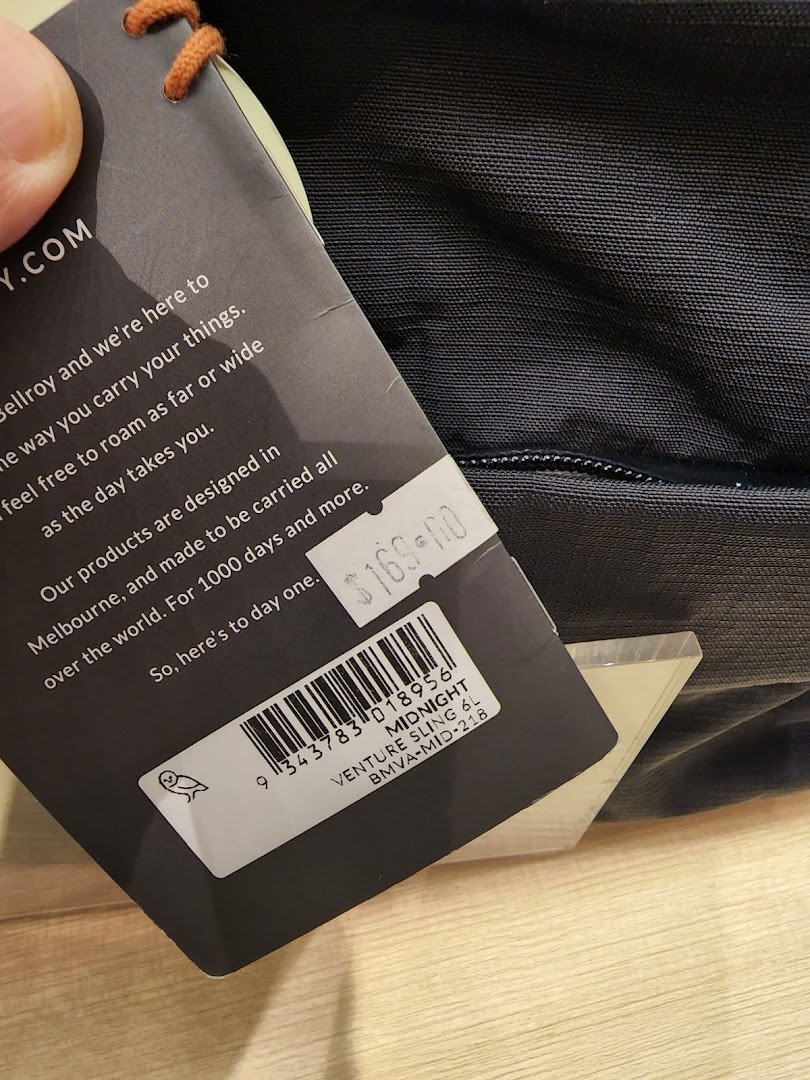 Y.COM
Bellroy and we're here to
he way you carry your things.
feel free to roam as far or wide
as the day takes you.
Our products are designed in
Melbourne, and made to be carried all
over the world. For 1000 days and more.
So, here's to day one.
$169.00
9 343783 018956
MIDNIGHT
VENTURE SLING 6L
BMVA-MID-218